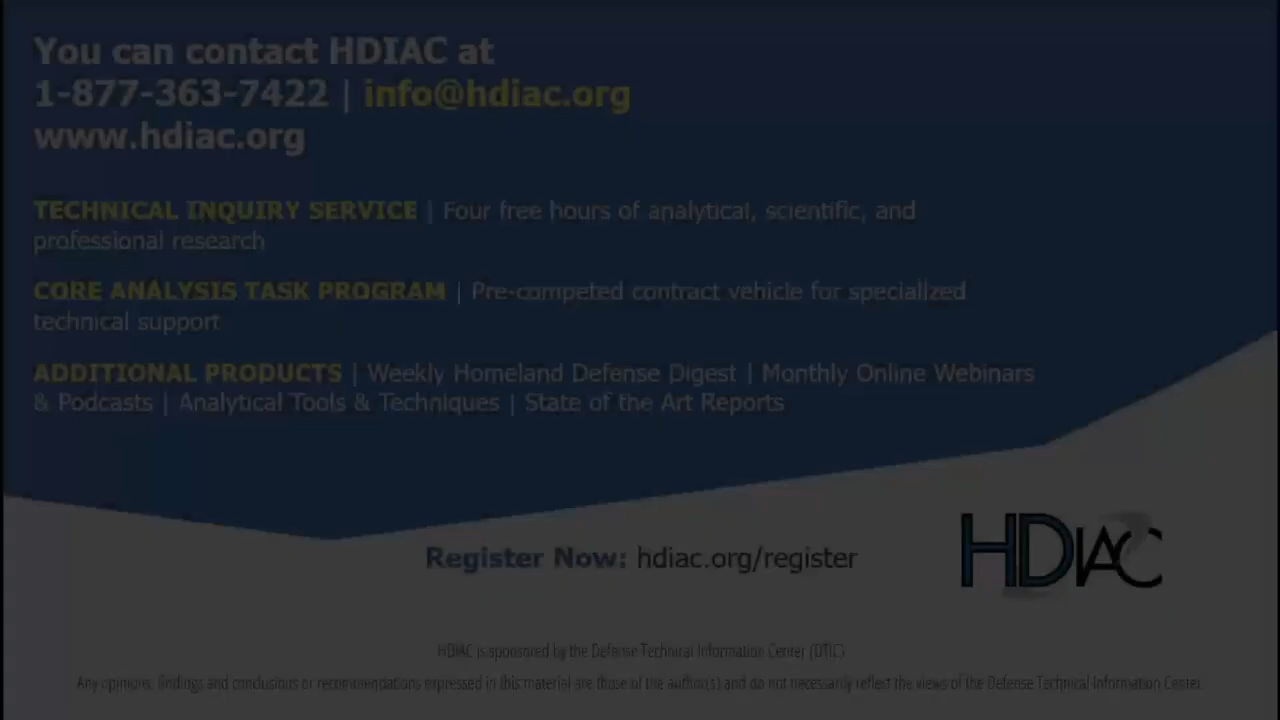 You can contact HDIAC at
1-877-363-7422 | info@hdiac.org
www.hdiac.org
TECHNICAL INQUIRY SERVICE | Four free hours of analytical, scientific, and
professional research
CORE ANALYSIS TASK PROGRAM | Pre-competed contract vehicle for specialized
technical support
ADDITIONAL PRODUCTS | Weekly Homeland Defense Digest | Monthly Online Webinars
& Podcasts | Analytical Tools & Techniques | State of the Art Reports
Register Now: hdiac.org/register
HDIAC
HDIAC is sponsored by the Defense Technical Information Center (DTIC)
Any opinions, findings and conclusions or recommendations expressed in this material are those of the author(s) and do not necessarily reflect the views of the Defense Technical Information Center.